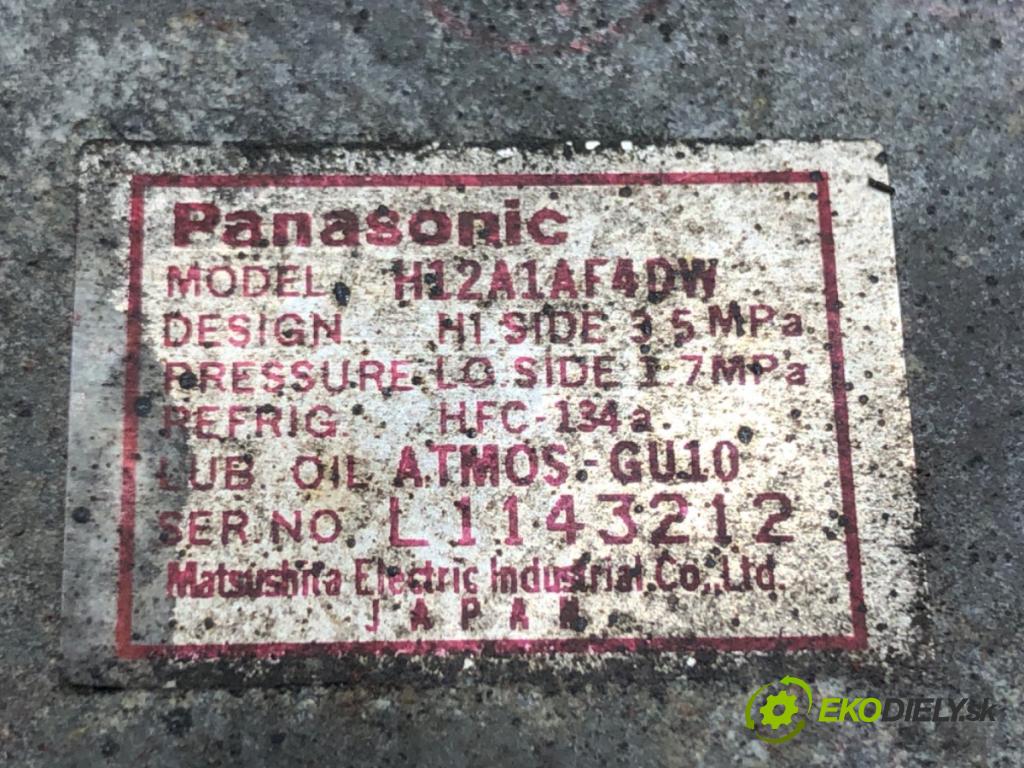 Panasonic
MODEL H12A1AF4DW
DESIGN HI.SIDE 3.5 MPa
PRESSURE LO.SIDE 1.7 MPa
REFRIG. HFC-134a
LUB OIL ATMOS-GU10
SER.NO L1143212
Matsushita Electric Industrial.Co.,Ltd.
JAPAN
EKODIELY.sk